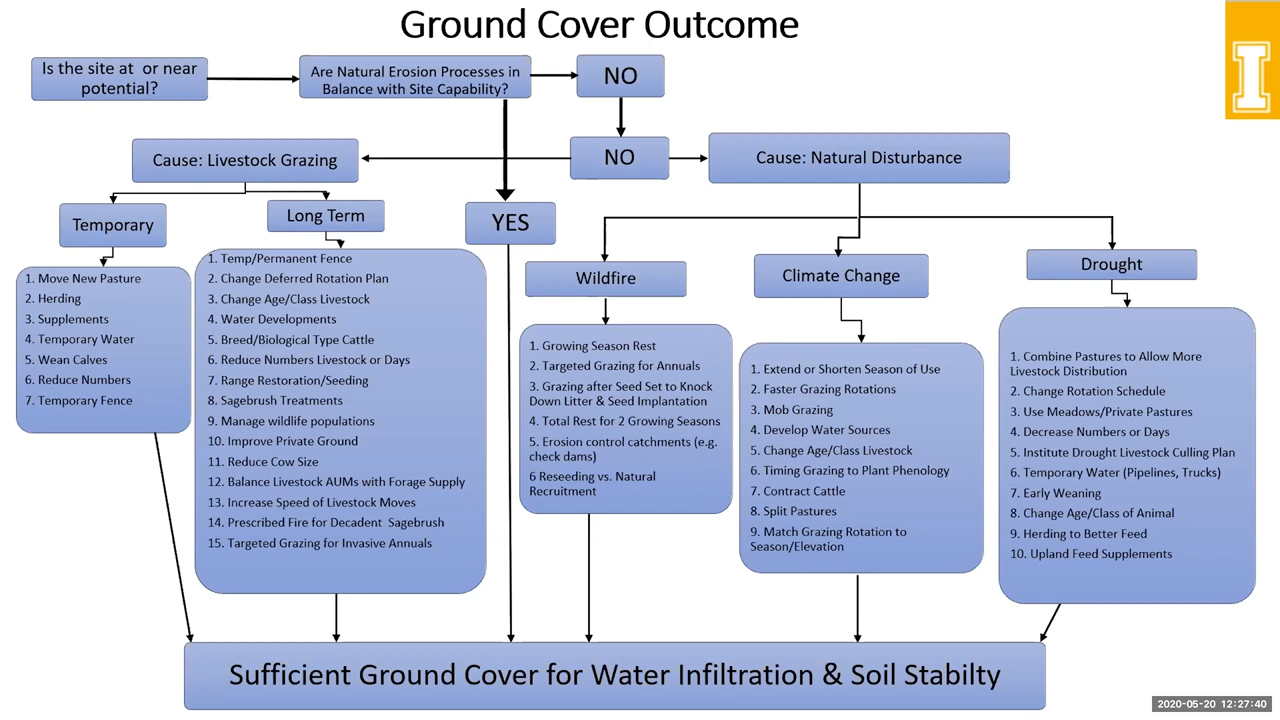 Ground Cover Outcome
Is the site at  or near
potential?
Are Natural Erosion Processes in
Balance with Site Capability?
NO
I
Cause: Livestock Grazing
NO
Cause: Natural Disturbance
Temporary
Long Term
YES
Wildfire
Climate Change
Drought
1. Move New Pasture
2. Herding
3. Supplements
4. Temporary Water
5. Wean Calves
6. Reduce Numbers
7. Temporary Fence
1. Temp/Permanent Fence
2. Change Deferred Rotation Plan
3. Change Age/Class Livestock
4. Water Developments
5. Breed/Biological Type Cattle
6. Reduce Numbers Livestock or Days
7. Range Restoration/Seeding
8. Sagebrush Treatments
9. Manage wildlife populations
10. Improve Private Ground
11. Reduce Cow Size
12. Balance Livestock AUMs with Forage Supply
13. Increase Speed of Livestock Moves
14. Prescribed Fire for Decadent  Sagebrush
15. Targeted Grazing for Invasive Annuals
1. Growing Season Rest
2. Targeted Grazing for Annuals
3. Grazing after Seed Set to Knock
Down Litter & Seed Implantation
4. Total Rest for 2 Growing Seasons
5. Erosion control catchments (e.g.
check dams)
6 Reseeding vs. Natural
Recruitment
1. Extend or Shorten Season of Use
2. Faster Grazing Rotations
3. Mob Grazing
4. Develop Water Sources
5. Change Age/Class Livestock
6. Timing Grazing to Plant Phenology
7. Contract Cattle
8. Split Pastures
9. Match Grazing Rotation to
Season/Elevation
1. Combine Pastures to Allow More
Livestock Distribution
2. Change Rotation Schedule
3. Use Meadows/Private Pastures
4. Decrease Numbers or Days
5. Institute Drought Livestock Culling Plan
6. Temporary Water (Pipelines, Trucks)
7. Early Weaning
8. Change Age/Class of Animal
9. Herding to Better Feed
10. Upland Feed Supplements
Sufficient Ground Cover for Water Infiltration & Soil Stabilty
2020-05-20  12:27:40